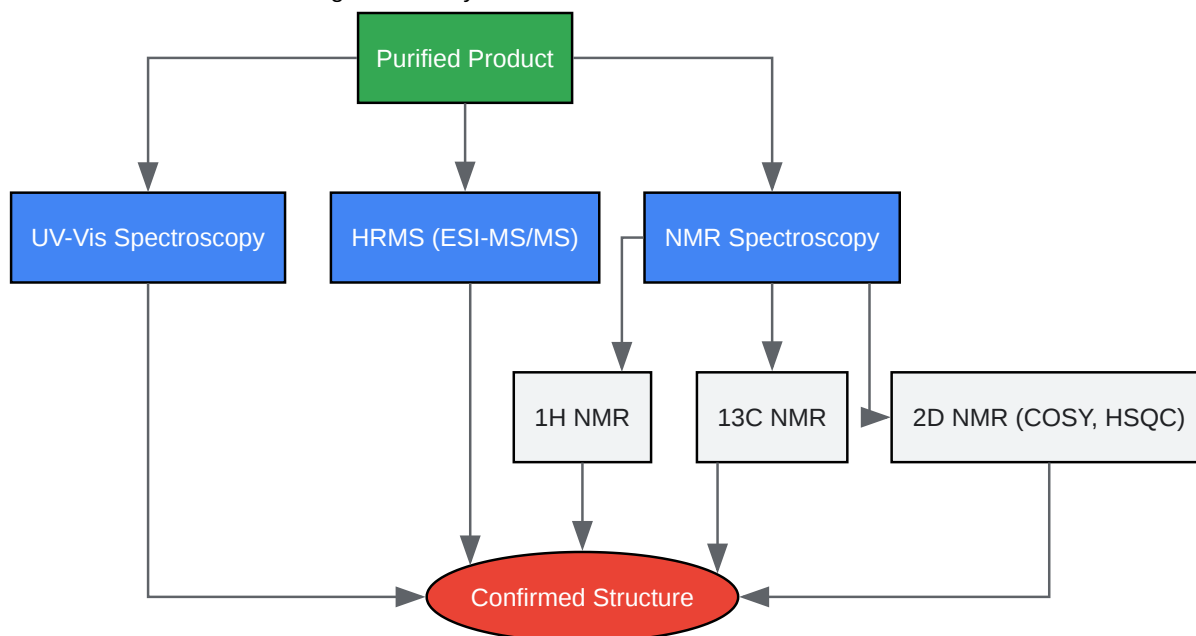 Purified Product
UV-Vis Spectroscopy
HRMS (ESI-MS/MS)
NMR Spectroscopy
1H NMR
13C NMR
2D NMR (COSY, HSQC)
Confirmed Structure